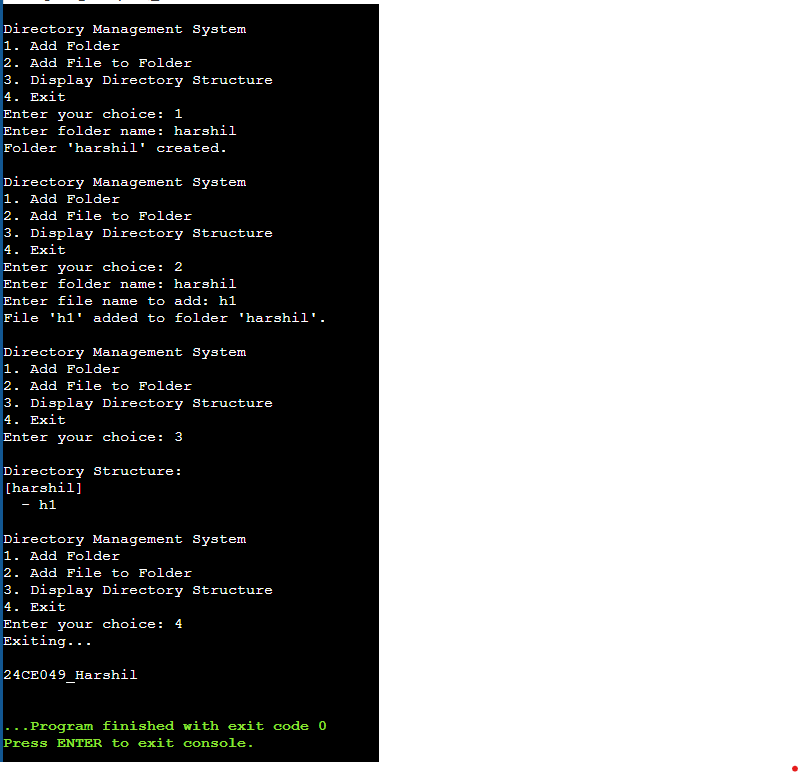 Directory Management System
1. Add Folder
2. Add File to Folder
3. Display Directory Structure
4. Exit
Enter your choice: 1
Enter folder name: harshil
Folder 'harshil' created.
Directory Management System
1. Add Folder
2. Add File to Folder
3. Display Directory Structure
4. Exit
Enter your choice: 2
Enter folder name: harshil
Enter file name to add: h1
File 'h1' added to folder 'harshil'.
Directory Management System
1. Add Folder
2. Add File to Folder
3. Display Directory Structure
4. Exit
Enter your choice: 3
Directory Structure:
[harshil]
  - h1
Directory Management System
1. Add Folder
2. Add File to Folder
3. Display Directory Structure
4. Exit
Enter your choice: 4
Exiting...
24CE049_Harshil
...Program finished with exit code 0
Press ENTER to exit console.